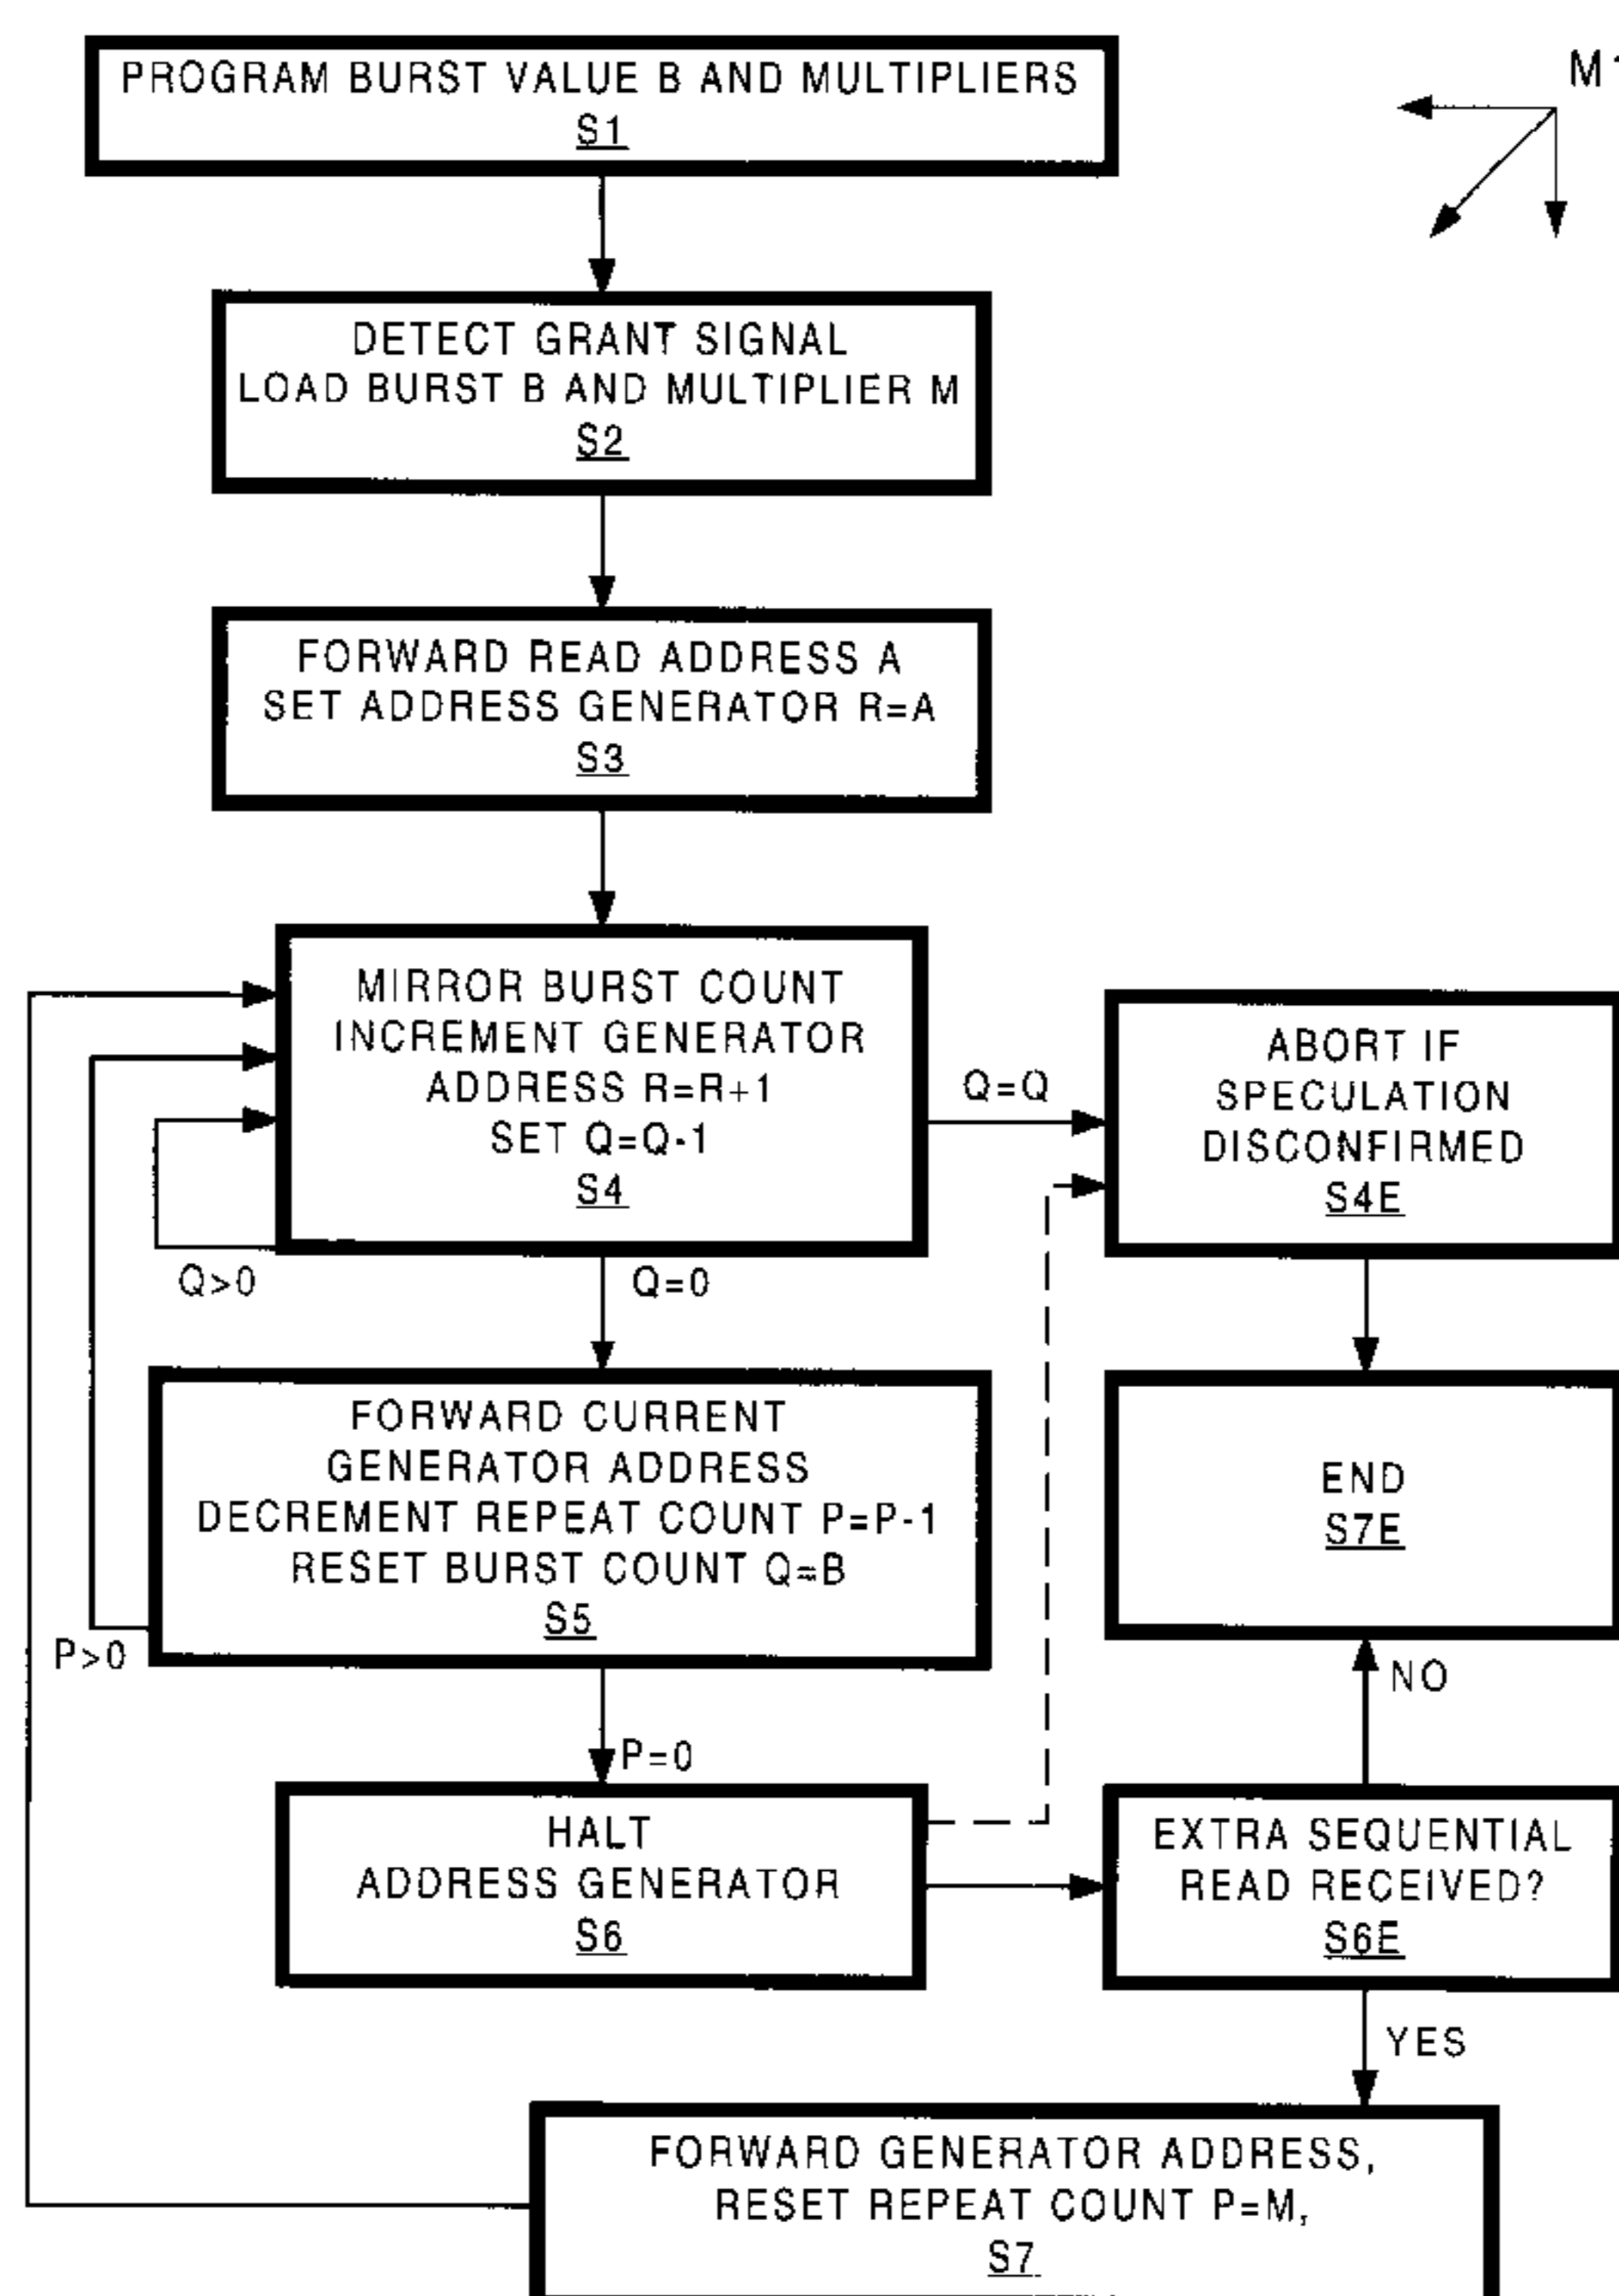 PROGRAM BURST VALUE B AND MULTIPLIERS
S1
M1
DETECT GRANT SIGNAL
LOAD BURST B AND MULTIPLIER M
S2
FORWARD READ ADDRESS A
SET ADDRESS GENERATOR R=A
S3
MIRROR BURST COUNT
INCREMENT GENERATOR
ADDRESS R=R+1
SET Q=Q-1
S4
Q=Q
ABORT IF
SPECULATION
DISCONFIRMED
S4E
Q>0
Q=0
FORWARD CURRENT
GENERATOR ADDRESS
DECREMENT REPEAT COUNT P=P-1
RESET BURST COUNT Q=B
S5
END
S7E
P>0
NO
P=0
HALT
ADDRESS GENERATOR
S6
EXTRA SEQUENTIAL
READ RECEIVED?
S6E
YES
FORWARD GENERATOR ADDRESS,
RESET REPEAT COUNT P=M,
S7